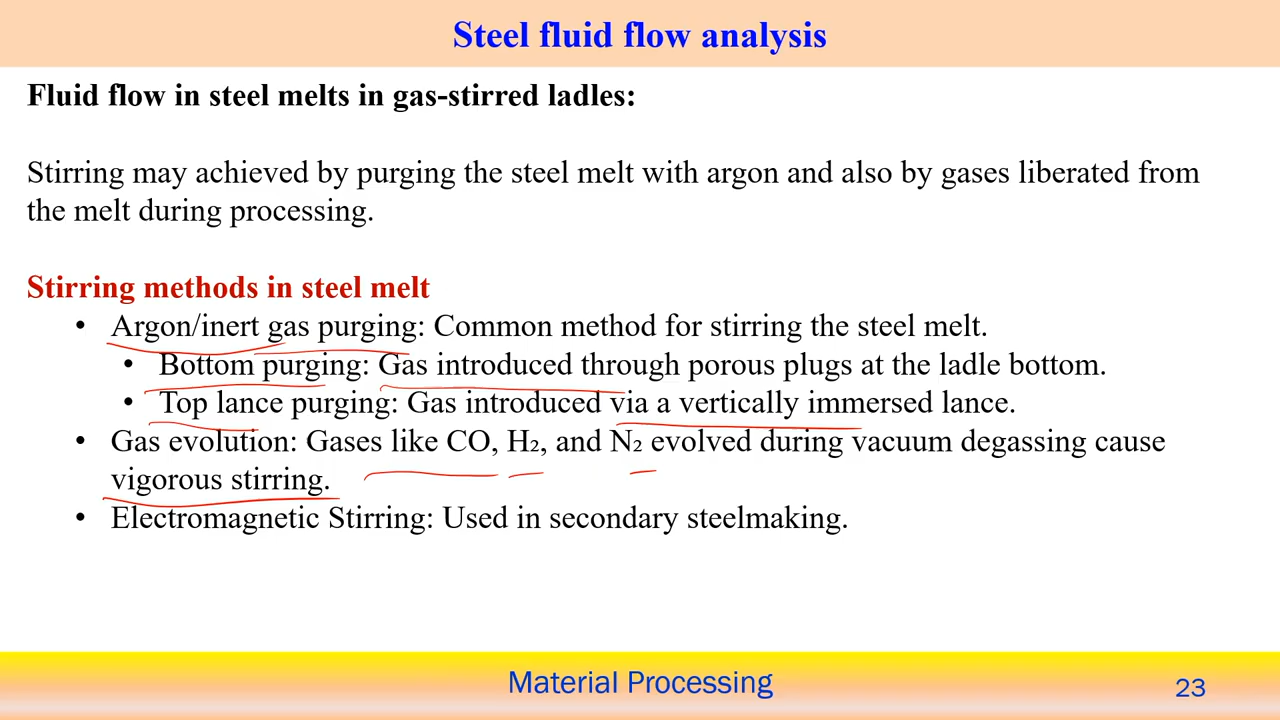 Steel fluid flow analysis
Fluid flow in steel melts in gas-stirred ladles:
Stirring may achieved by purging the steel melt with argon and also by gases liberated from
the melt during processing.
Stirring methods in steel melt
• Argon/inert gas purging: Common method for stirring the steel melt.
• Bottom purging: Gas introduced through porous plugs at the ladle bottom.
• Top lance purging: Gas introduced via a vertically immersed lance.
• Gas evolution: Gases like CO, H₂, and N₂ evolved during vacuum degassing cause
vigorous stirring.
• Electromagnetic Stirring: Used in secondary steelmaking.
Material Processing
23